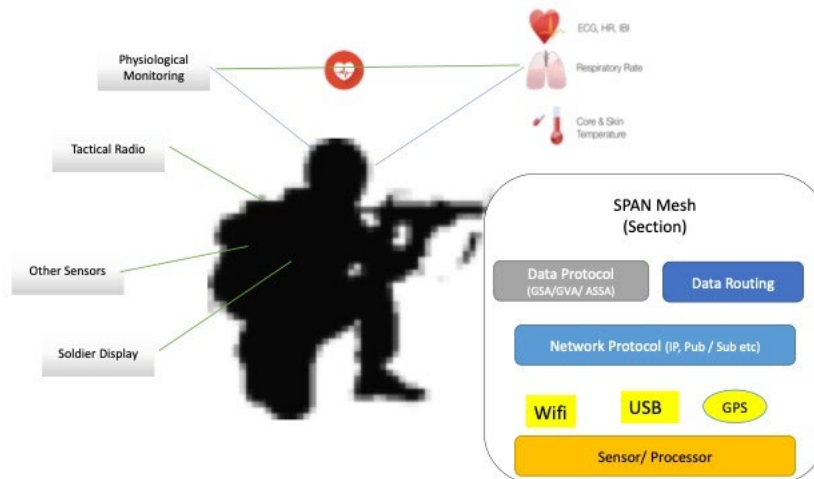 Physiological
Monitoring
ECG, HR, IBI
Respiratory Rate
Core & Skin
Temperature
Tactical Radio
Other Sensors
Soldier Display
SPAN Mesh
(Section)
Data Protocol
(GSA/GVA/ ASSA)
Data Routing
Network Protocol (IP, Pub / Sub etc)
Wifi
USB
GPS
Sensor/ Processor